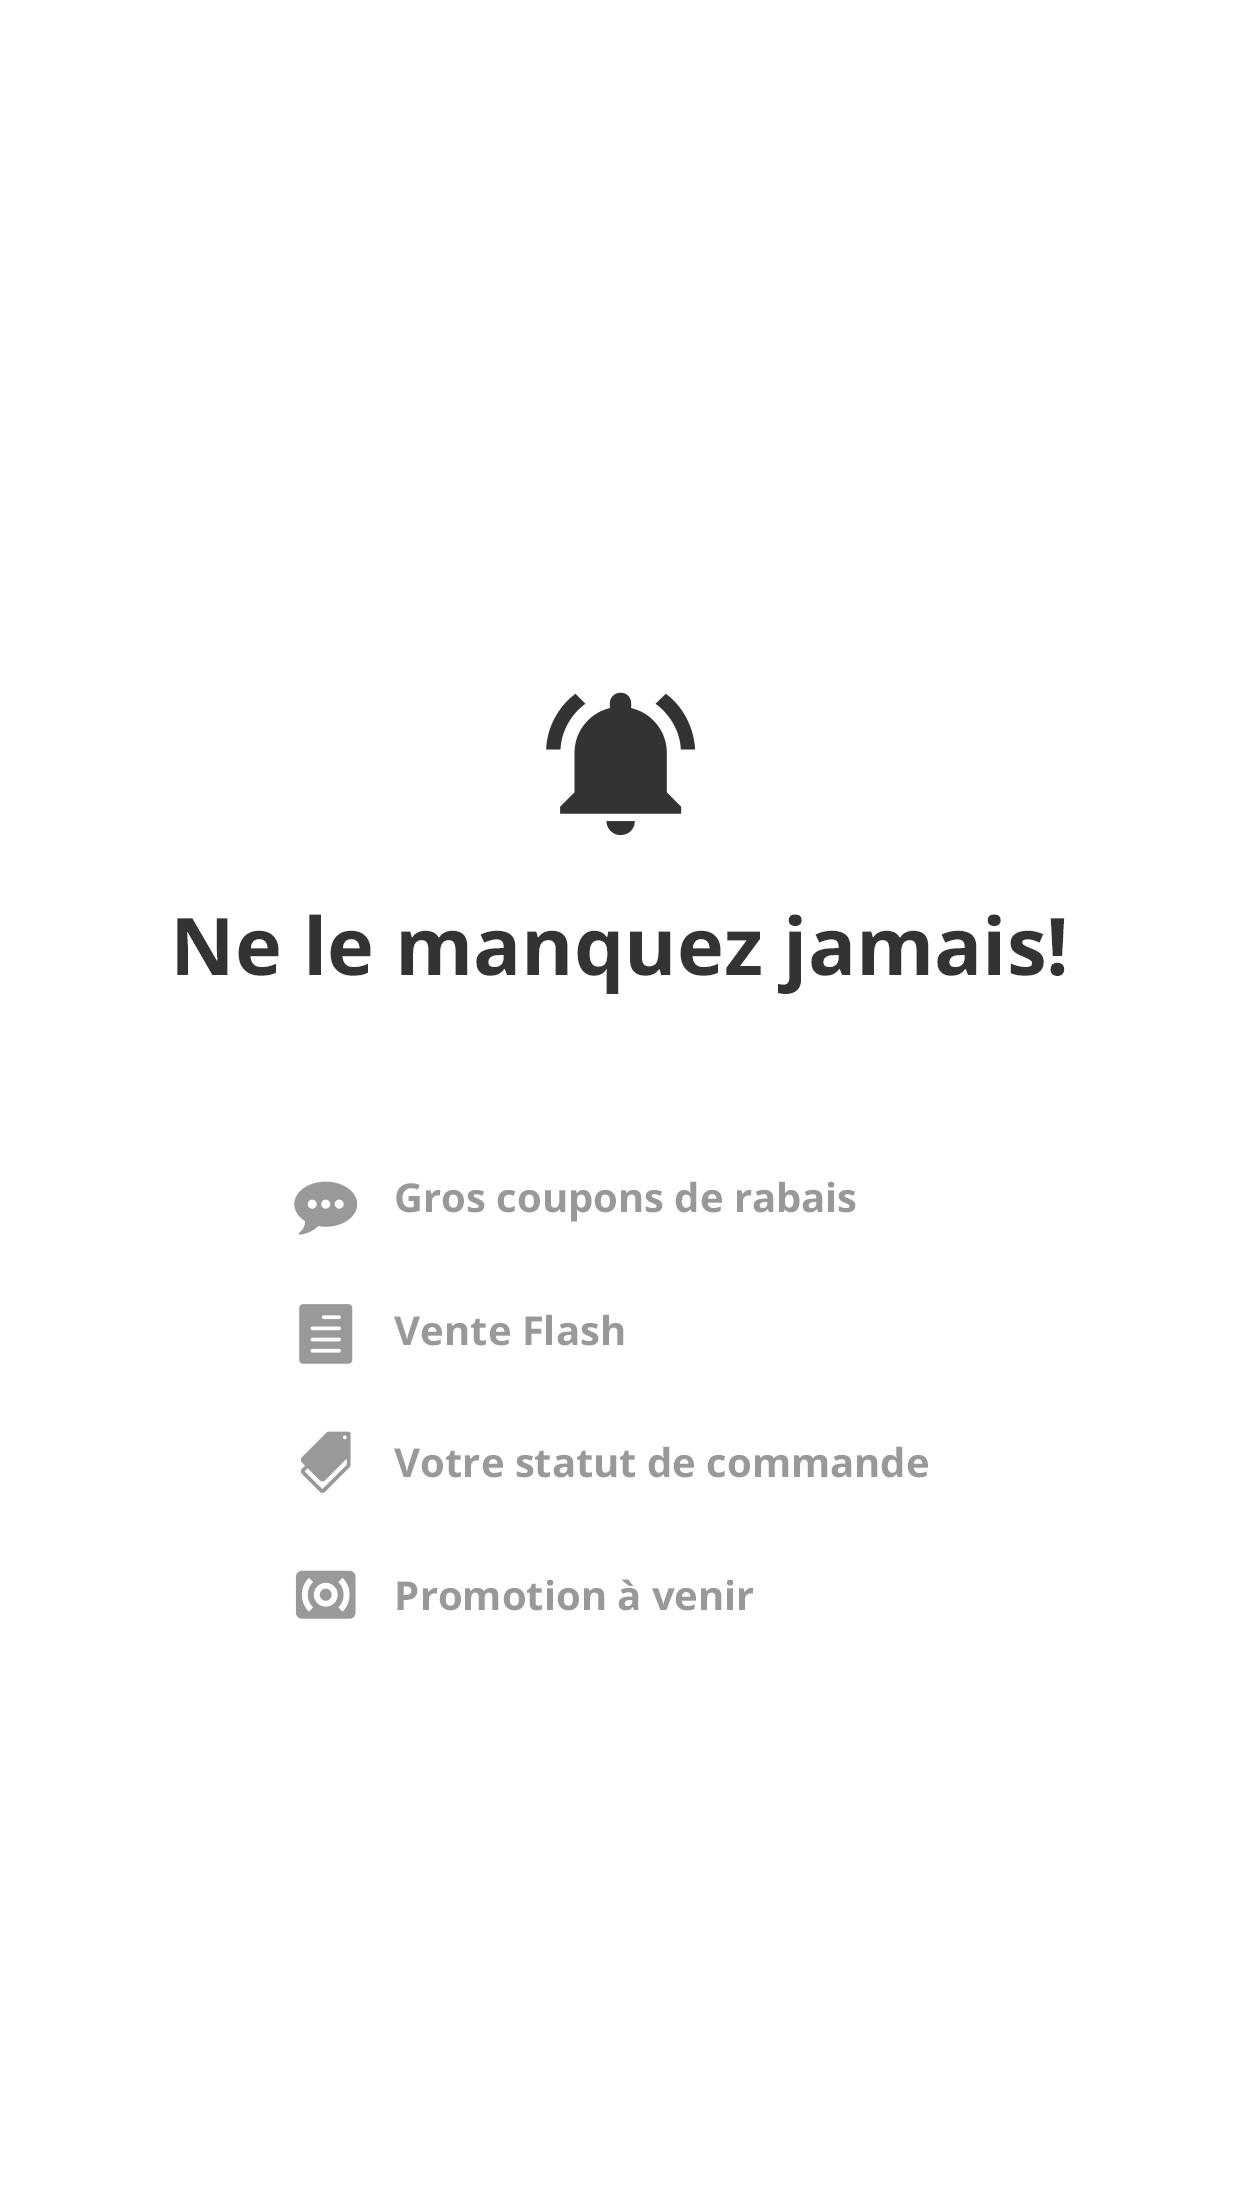 Ne le manquez jamais!
Gros coupons de rabais
Vente Flash
Votre statut de commande
Promotion à venir